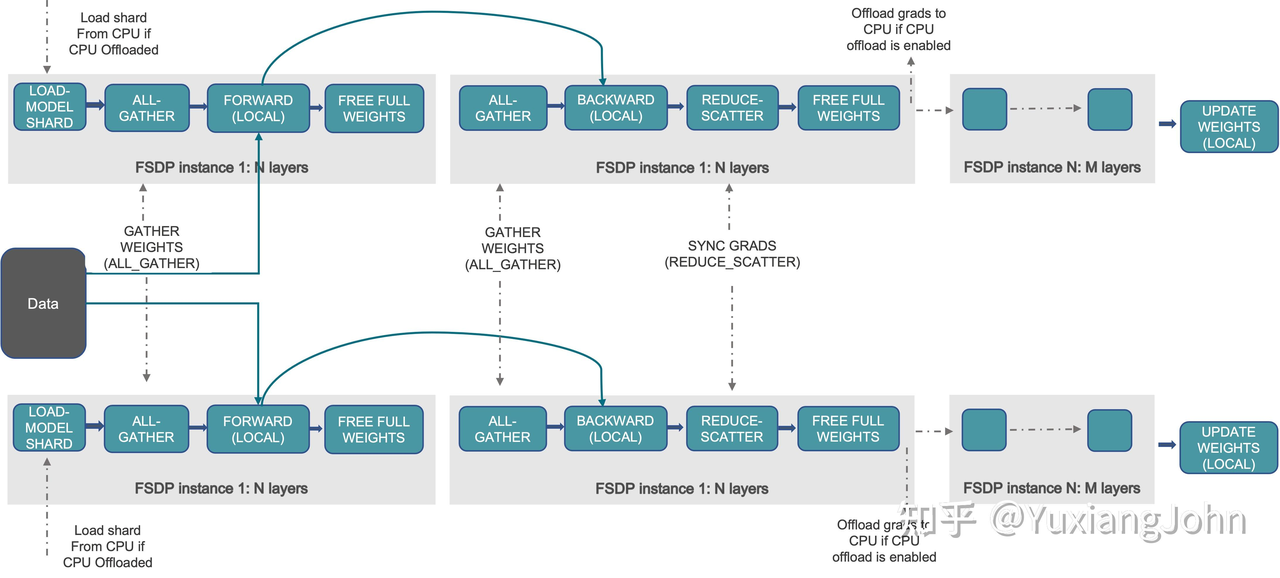 Load shard
From CPU if
CPU Offloaded
Offload grads to
CPU if CPU
offload is enabled
LOAD-
MODEL
SHARD
ALL-
GATHER
FORWARD
(LOCAL)
FREE FULL
WEIGHTS
FSDP instance 1: N layers
ALL-
GATHER
BACKWARD
(LOCAL)
REDUCE-
SCATTER
FREE FULL
WEIGHTS
FSDP instance 1: N layers
FSDP instance N: M layers
UPDATE
WEIGHTS
(LOCAL)
GATHER
WEIGHTS
(ALL_GATHER)
GATHER
WEIGHTS
(ALL_GATHER)
SYNC GRADS
(REDUCE_SCATTER)
Data
LOAD-
MODEL
SHARD
ALL-
GATHER
FORWARD
(LOCAL)
FREE FULL
WEIGHTS
FSDP instance 1: N layers
ALL-
GATHER
BACKWARD
(LOCAL)
REDUCE-
SCATTER
FREE FULL
WEIGHTS
FSDP instance 1: N layers
FSDP instance N: M layers
UPDATE
WEIGHTS
(LOCAL)
Load shard
From CPU if
CPU Offloaded
Offload grads to
CPU if CPU
offload is enabled
知乎 @YuxiangJohn